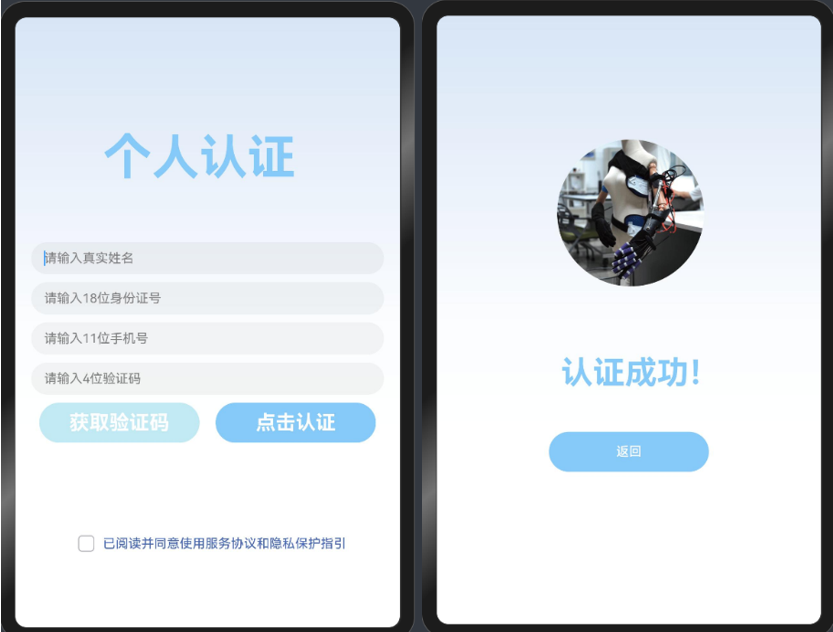 个人认证
请输入真实姓名
请输入18位身份证号
请输入11位手机号
请输入4位验证码
获取验证码
点击认证
已阅读并同意使用服务协议和隐私保护指引
认证成功!
返回